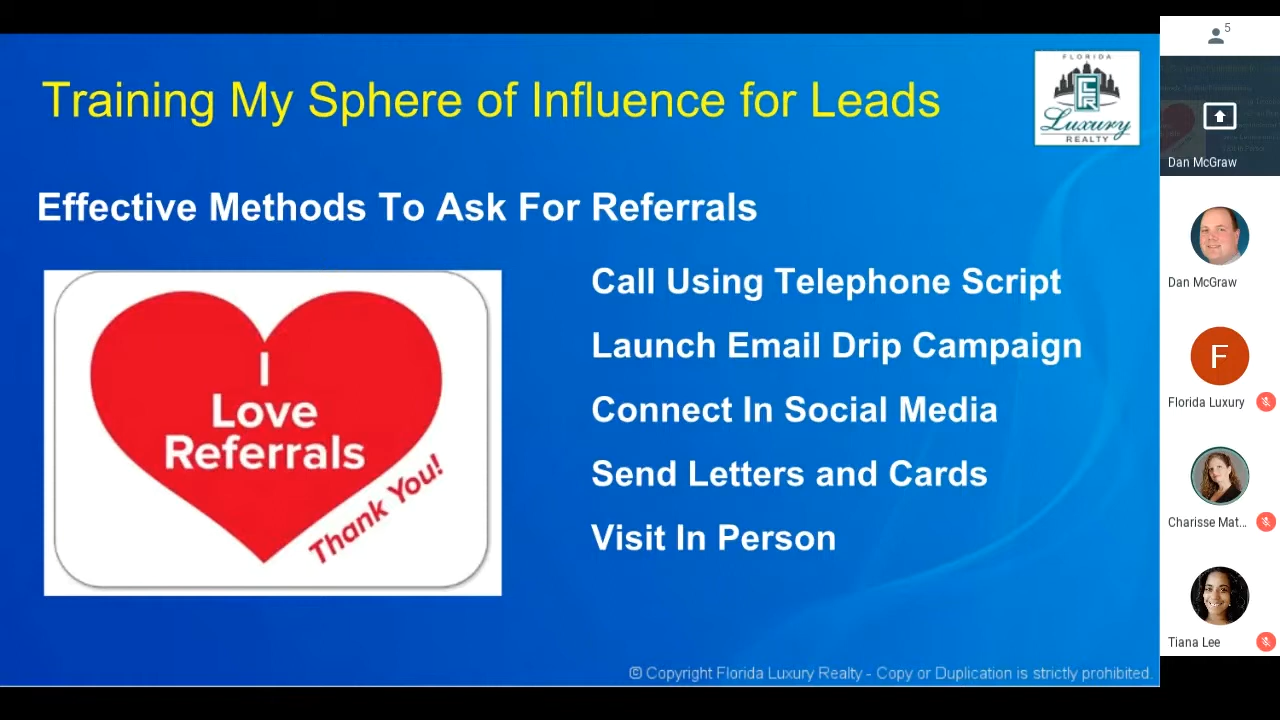 Training My Sphere of Influence for Leads
FLORIDA
FLR
Luxury
REALTY
Effective Methods To Ask For Referrals
I
Love
Referrals
Thank You!
Call Using Telephone Script
Launch Email Drip Campaign
Connect In Social Media
Send Letters and Cards
Visit In Person
© Copyright Florida Luxury Realty - Copy or Duplication is strictly prohibited.
5
Dan McGraw
Dan McGraw
F
Florida Luxury
Charisse Mat...
Tiana Lee